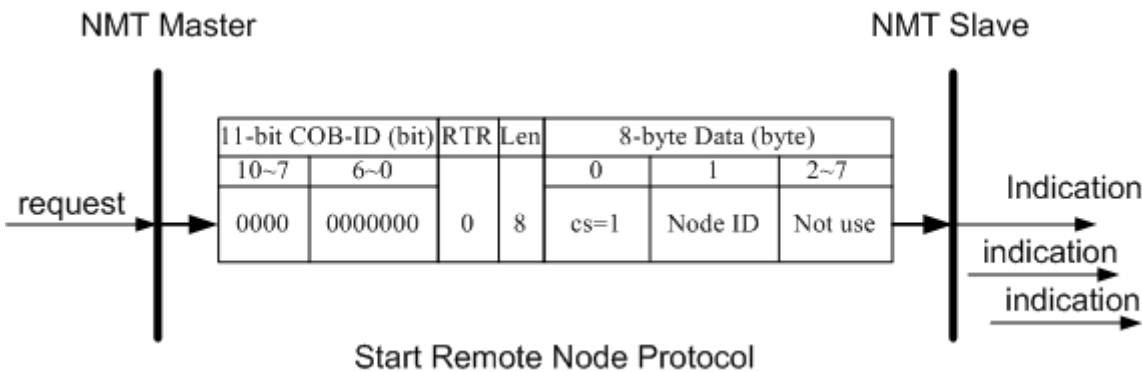 NMT Master NMT Slave
11-bit COB-ID (bit) RTR Len 8-byte Data (byte)
10~7 6~0 0 1 2~7
request 0000 0000000 0 8 cs=1 Node ID Not use Indication
indication
indication
Start Remote Node Protocol